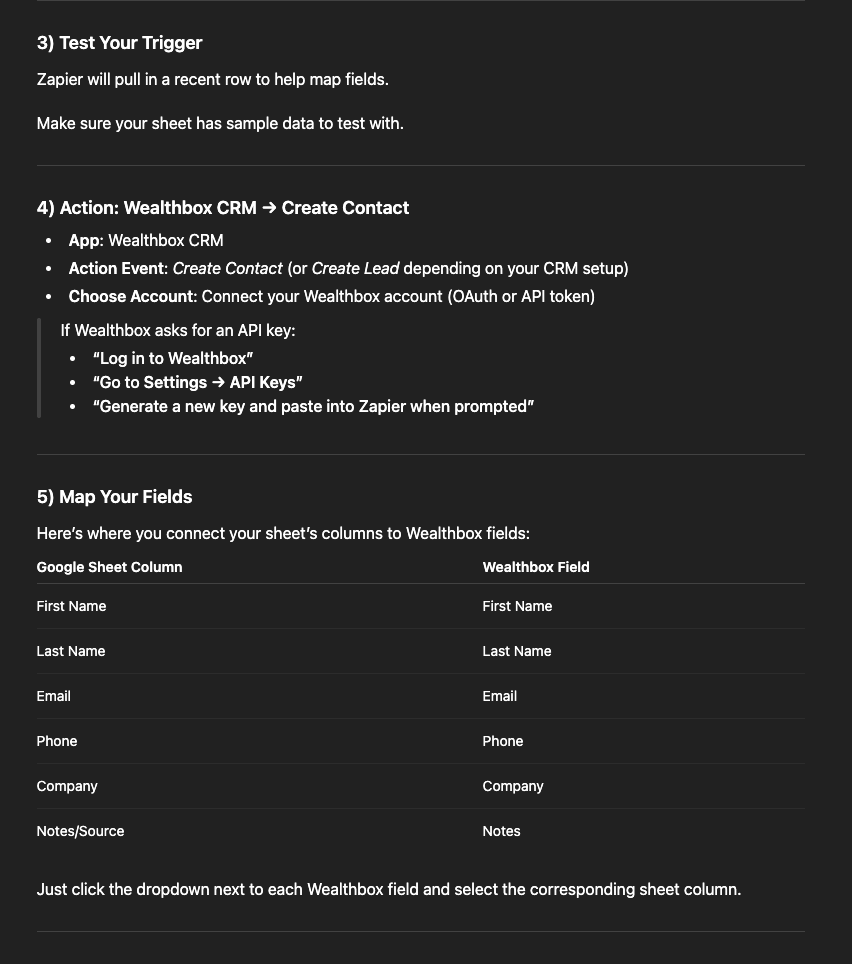 3) Test Your Trigger
Zapier will pull in a recent row to help map fields.
Make sure your sheet has sample data to test with.
4) Action: Wealthbox CRM → Create Contact
• App: Wealthbox CRM
• Action Event: Create Contact (or Create Lead depending on your CRM setup)
• Choose Account: Connect your Wealthbox account (OAuth or API token)
If Wealthbox asks for an API key:
• “Log in to Wealthbox”
• “Go to Settings → API Keys”
• “Generate a new key and paste into Zapier when prompted”
5) Map Your Fields
Here’s where you connect your sheet’s columns to Wealthbox fields:
Google Sheet Column Wealthbox Field
First Name First Name
Last Name Last Name
Email Email
Phone Phone
Company Company
Notes/Source Notes
Just click the dropdown next to each Wealthbox field and select the corresponding sheet column.